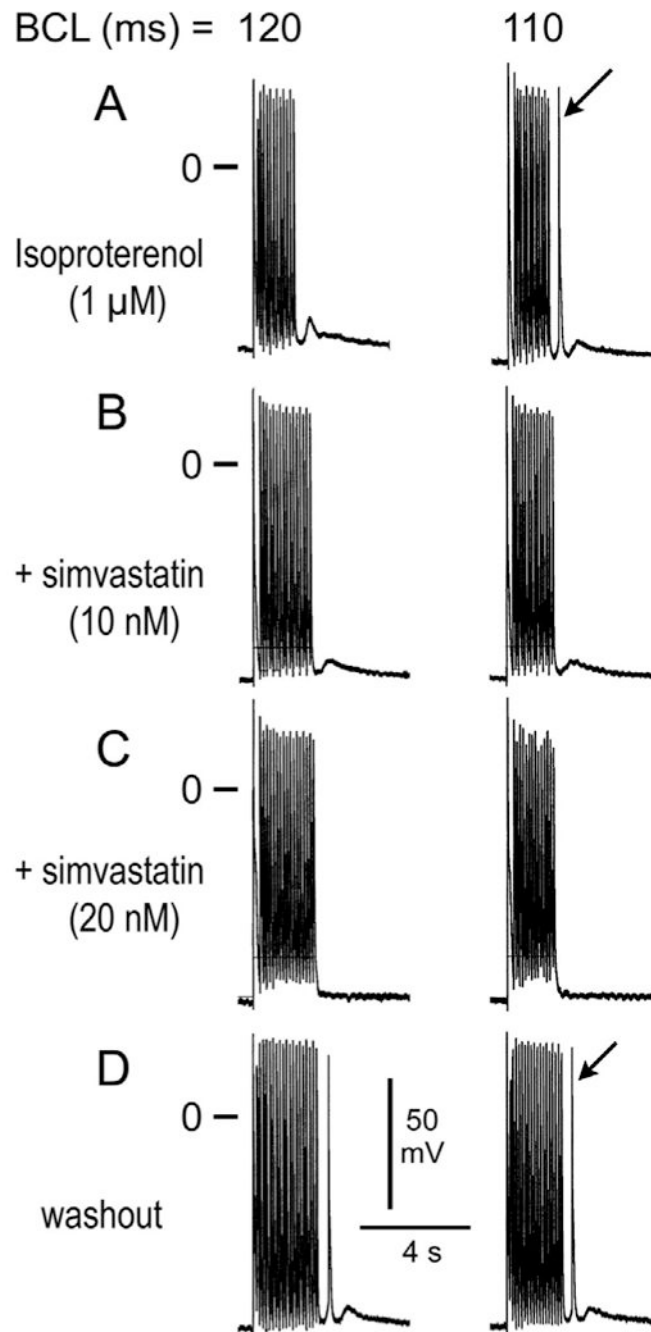 BCL (ms) = 120 110
A
0
Isoproterenol
(1 μM)
B
0
+ simvastatin
(10 nM)
C
0
+ simvastatin
(20 nM)
D
0
50
mV
washout
4 s